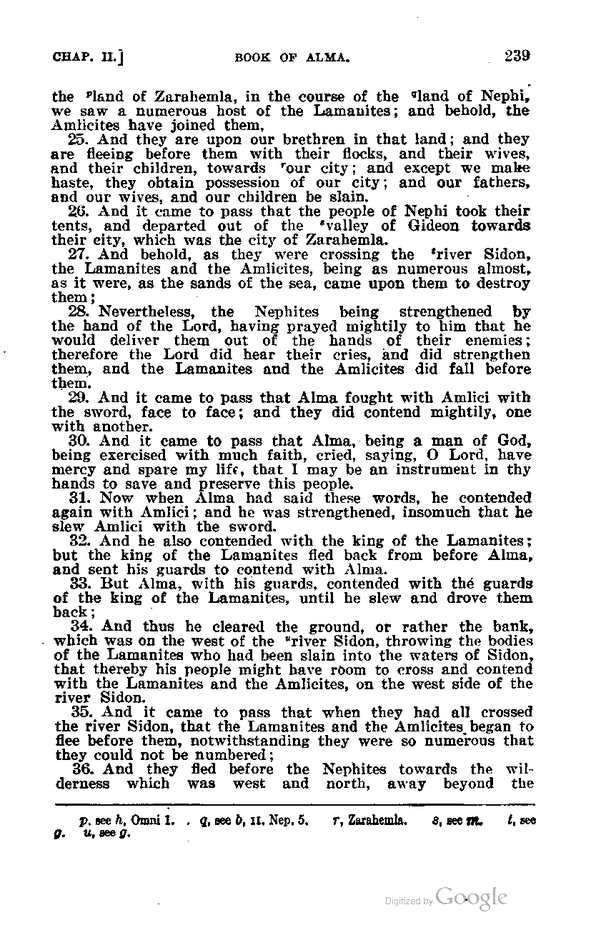 CHAP. II.] BOOK OF ALMA. 239
the ᵖland of Zarahemla, in the course of the ᑫland of Nephi,
we saw a numerous host of the Lamanites; and behold, the
Amlicites have joined them,
25. And they are upon our brethren in that land; and they
are fleeing before them with their flocks, and their wives,
and their children, towards ʳour city; and except we make
haste, they obtain possession of our city; and our fathers,
and our wives, and our children be slain.
26. And it came to pass that the people of Nephi took their
tents, and departed out of the ˢvalley of Gideon towards
their city, which was the city of Zarahemla.
27. And behold, as they were crossing the ᵗriver Sidon,
the Lamanites and the Amlicites, being as numerous almost,
as it were, as the sands of the sea, came upon them to destroy
them;
28. Nevertheless, the Nephites being strengthened by
the hand of the Lord, having prayed mightily to him that he
would deliver them out of the hands of their enemies;
therefore the Lord did hear their cries, and did strengthen
them, and the Lamanites and the Amlicites did fall before
them.
29. And it came to pass that Alma fought with Amlici with
the sword, face to face; and they did contend mightily, one
with another.
30. And it came to pass that Alma, being a man of God,
being exercised with much faith, cried, saying, O Lord, have
mercy and spare my life, that I may be an instrument in thy
hands to save and preserve this people.
31. Now when Alma had said these words, he contended
again with Amlici; and he was strengthened, insomuch that he
slew Amlici with the sword.
32. And he also contended with the king of the Lamanites;
but the king of the Lamanites fled back from before Alma,
and sent his guards to contend with Alma.
33. But Alma, with his guards, contended with the guards
of the king of the Lamanites, until he slew and drove them
back;
34. And thus he cleared the ground, or rather the bank,
which was on the west of the ᵘriver Sidon, throwing the bodies
of the Lamanites who had been slain into the waters of Sidon,
that thereby his people might have room to cross and contend
with the Lamanites and the Amlicites, on the west side of the
river Sidon.
35. And it came to pass that when they had all crossed
the river Sidon, that the Lamanites and the Amlicites began to
flee before them, notwithstanding they were so numerous that
they could not be numbered;
36. And they fled before the Nephites towards the wil-
derness which was west and north, away beyond the
p, see h, Omni 1. q, see b, II. Nep. 5. r, Zarahemla. s, see m. t, see
g. u, see g.
Digitized by Google